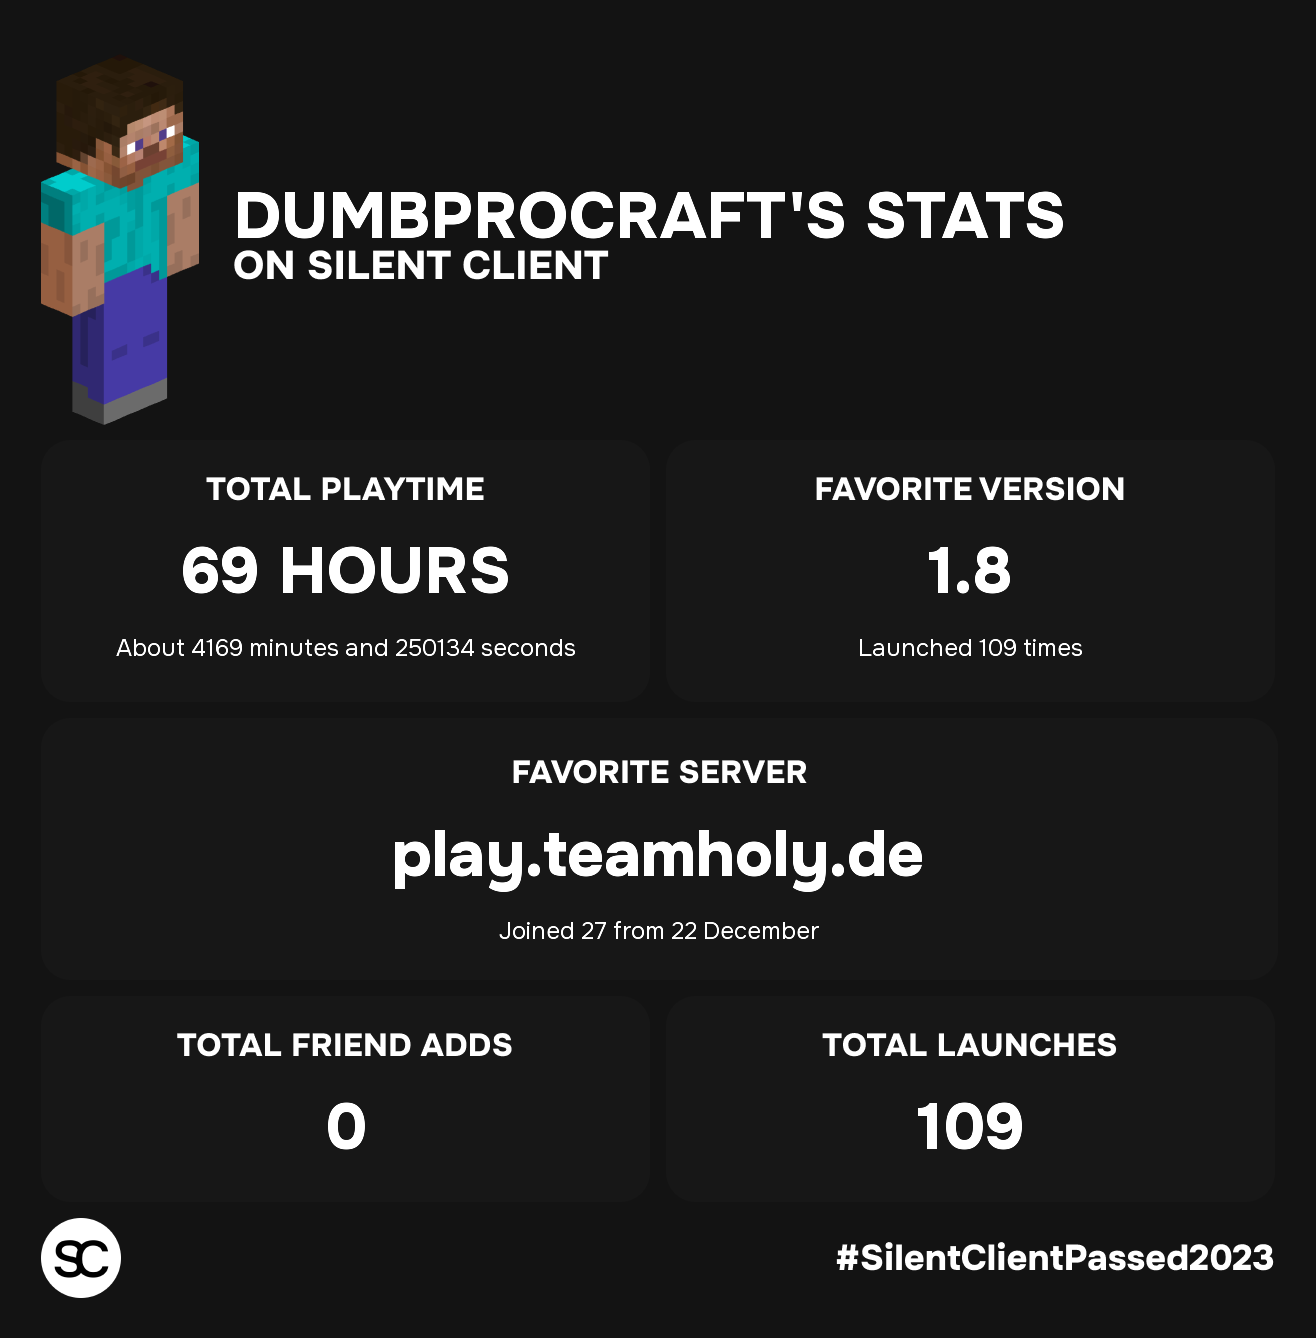 DUMBPROCRAFT'S STATS
ON SILENT CLIENT
TOTAL PLAYTIME
69 HOURS
About 4169 minutes and 250134 seconds
FAVORITE VERSION
1.8
Launched 109 times
FAVORITE SERVER
play.teamholy.de
Joined 27 from 22 December
TOTAL FRIEND ADDS
0
TOTAL LAUNCHES
109
SC
#SilentClientPassed2023